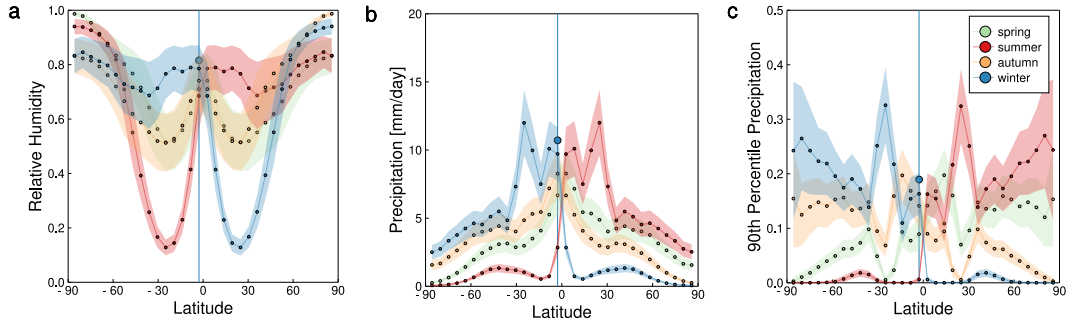 a
Relative Humidity
1.0
0.8
0.6
0.4
0.2
0.0
- 90
- 60
- 30
0
30
60
90
Latitude
b
Precipitation [mm/day]
20
15
10
5
0
- 90
- 60
- 30
0
30
60
90
Latitude
c
90th Percentile Precipitation
0.5
0.4
0.3
0.2
0.1
0.0
- 90
- 60
- 30
0
30
60
90
Latitude
spring
summer
autumn
winter